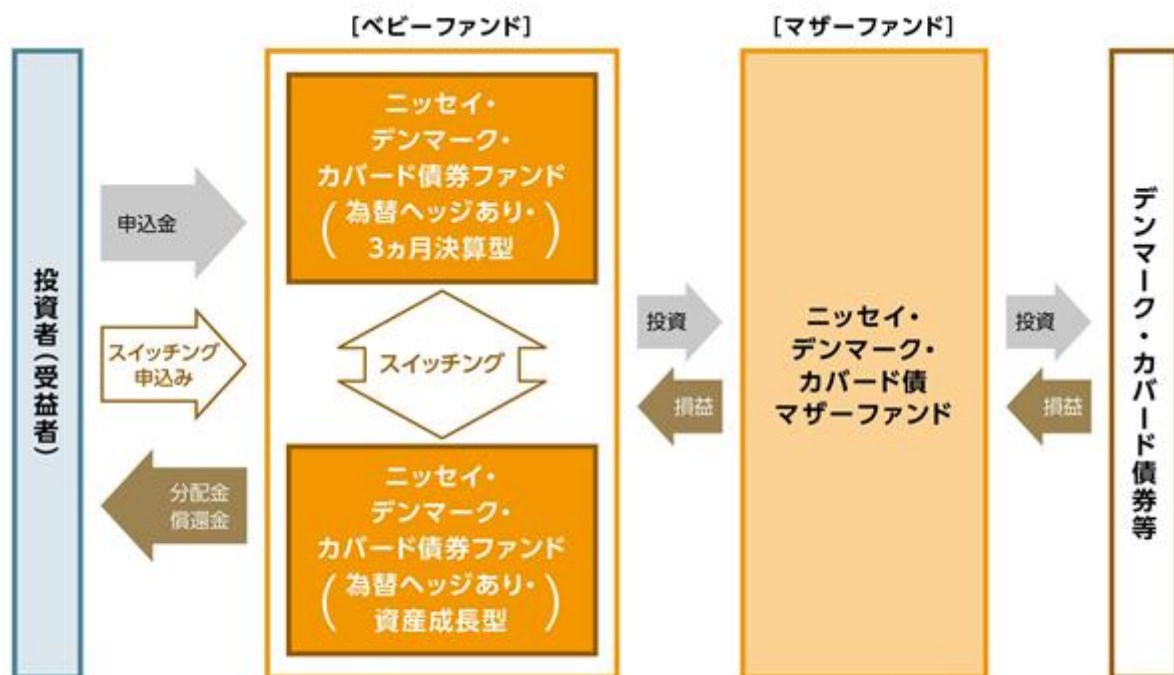 [ベビーファンド]
[マザーファンド]
投資者(受益者)
申込金
スイッチング
申込み
分配金
償還金
ニッセイ・
デンマーク・
カバード債券ファンド
(為替ヘッジあり・
3ヵ月決算型)
スイッチング
ニッセイ・
デンマーク・
カバード債券ファンド
(為替ヘッジあり・
資産成長型)
投資
損益
ニッセイ・
デンマーク・
カバード債
マザーファンド
投資
損益
デンマーク・カバード債券等